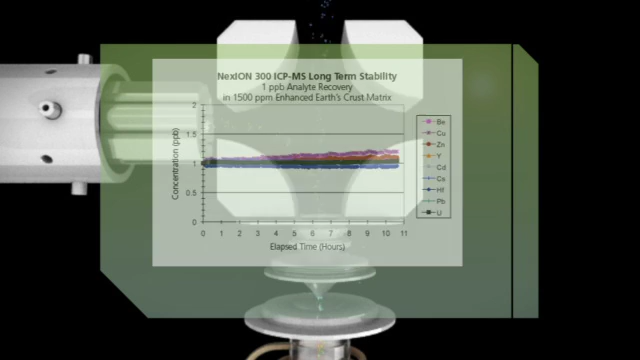 NexION 300 ICP-MS Long Term Stability
1 ppb Analyte Recovery
in 1500 ppm Enhanced Earth's Crust Matrix
Concentration (ppb)
2
1.5
1
0.5
0
0 1 2 3 4 5 6 7 8 9 10 11
Elapsed Time (Hours)
Be
Cu
Zn
Y
Cd
Cs
Hf
Pb
U